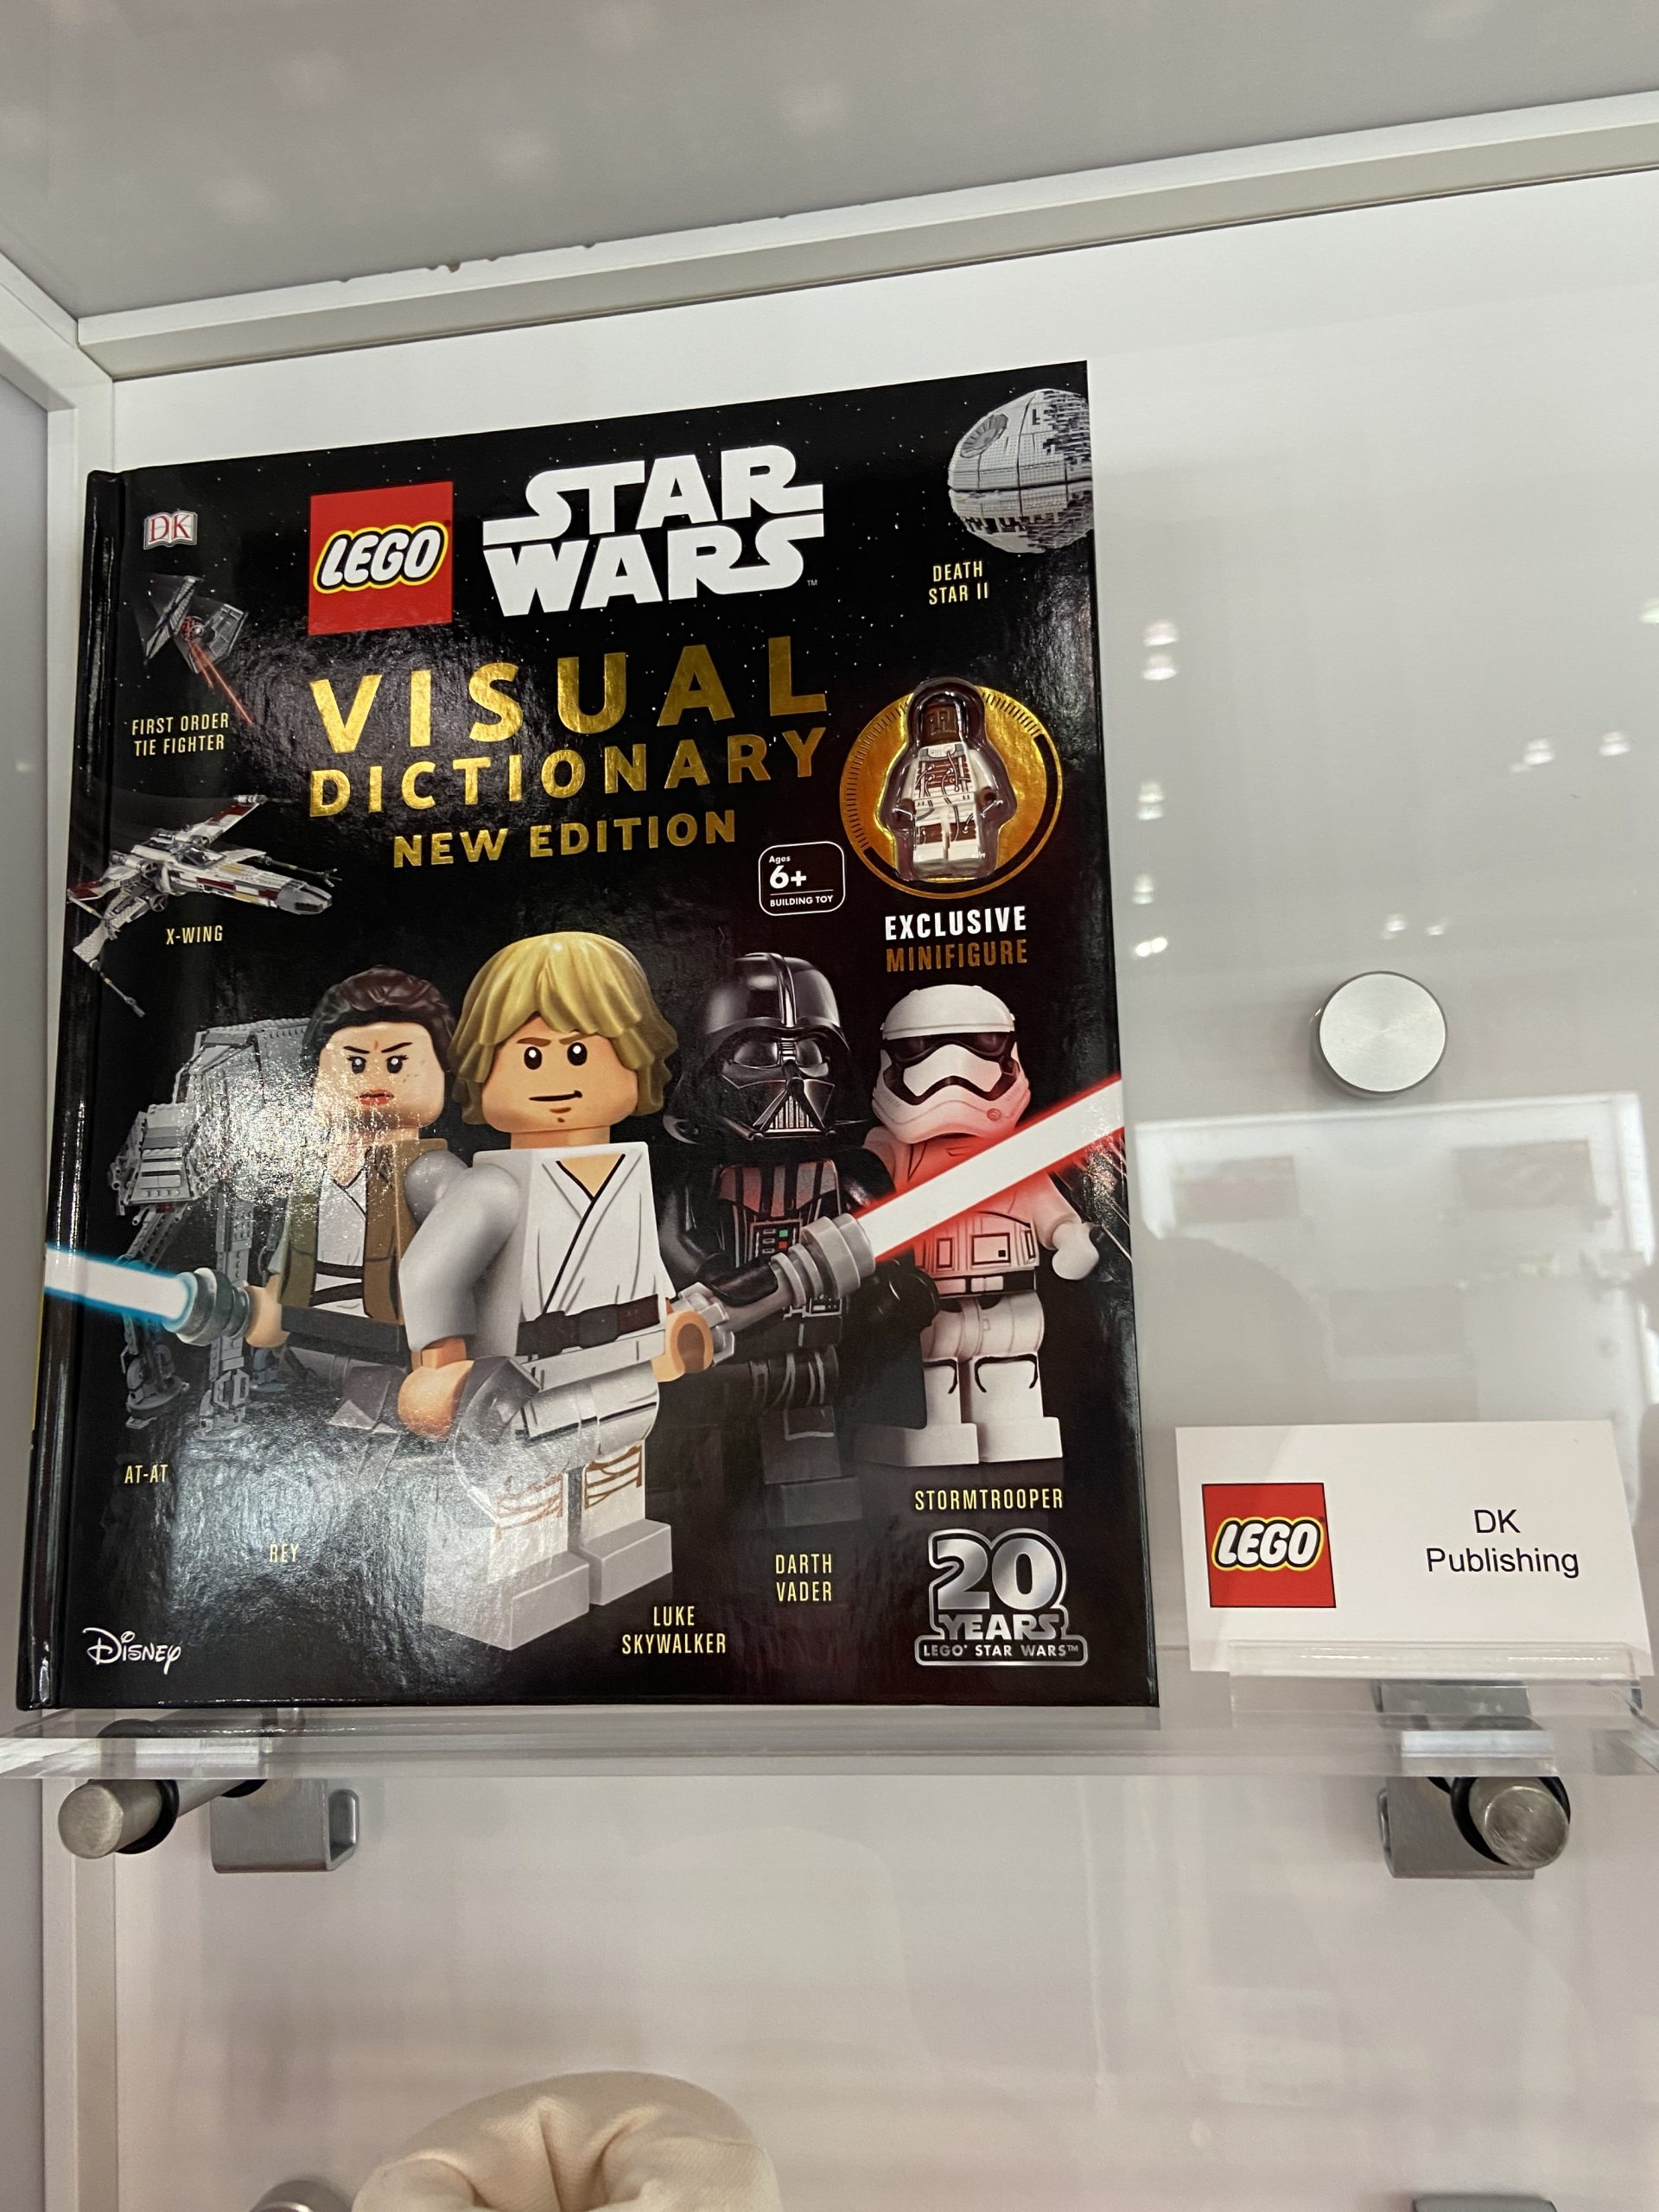 DK
LEGO
STAR
WARS
™
DEATH
STAR II
VISUAL
DICTIONARY
NEW EDITION
FIRST ORDER
TIE FIGHTER
Ages
6+
BUILDING TOY
X-WING
EXCLUSIVE
MINIFIGURE
AT-AT
REY
LUKE
SKYWALKER
DARTH
VADER
STORMTROOPER
20
YEARS
LEGO® STAR WARS™
Disney
LEGO
DK
Publishing